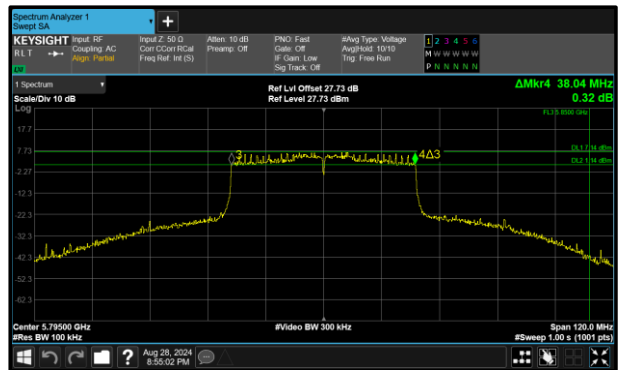 Spectrum Analyzer 1
Swept SA
KEYSIGHT Input: RF Input Z: 50 Ω Atten: 10 dB PNO: Fast #Avg Type: Voltage 1 2 3 4 5 6
RLT Coupling: AC Corr CCorr RCal Preamp: Off Gate: Off Avg|Hold: 10/10 M W W W W W
Align: Partial Freq Ref: Int (S) IF Gain: Low Trig: Free Run P N N N N N
Sig Track: Off
1 Spectrum Ref Lvl Offset 27.73 dB ΔMkr4 38.04 MHz
Scale/Div 10 dB Ref Level 27.73 dBm 0.32 dB
Log
17.7
7.73 3 4Δ3
-2.27
-12.3
-22.3
-32.3
-42.3
-52.3
-62.3
Center 5.79500 GHz #Video BW 300 kHz Span 120.0 MHz
#Res BW 100 kHz #Sweep 1.00 s (1001 pts)
? Aug 28, 2024
8:55:02 PM